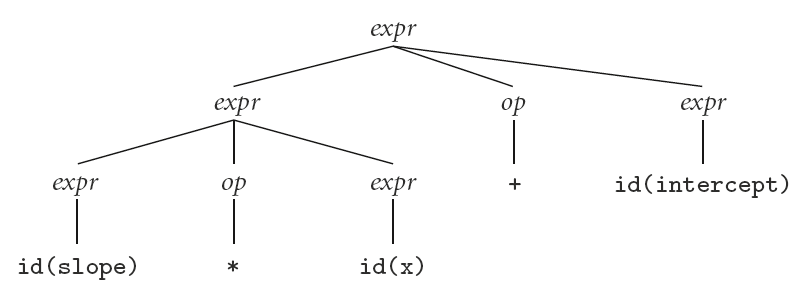 expr
expr op expr
expr op expr + id(intercept)
id(slope) * id(x)